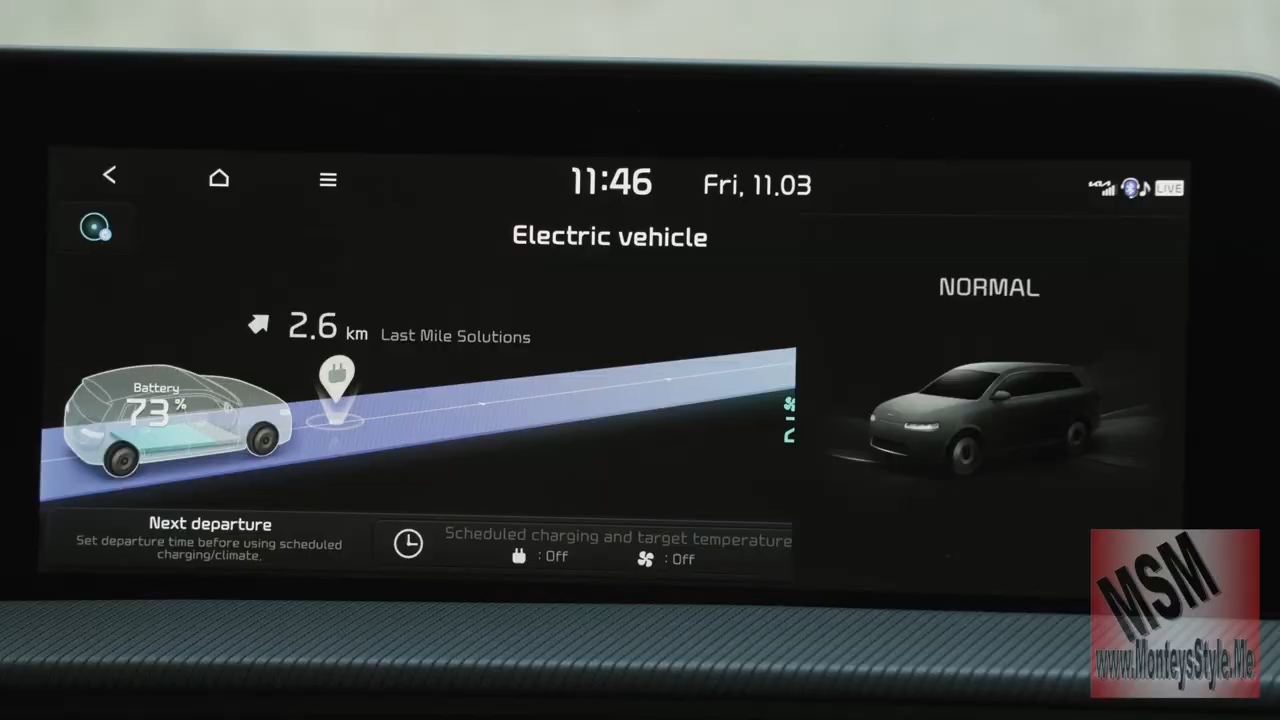 11:46 Fri, 11.03
LIVE
Electric vehicle
NORMAL
2.6 km Last Mile Solutions
Battery
73%
Next departure
Set departure time before using scheduled
charging/climate.
Scheduled charging and target temperature
: Off : Off
MSM
www.MonteysStyle.Me